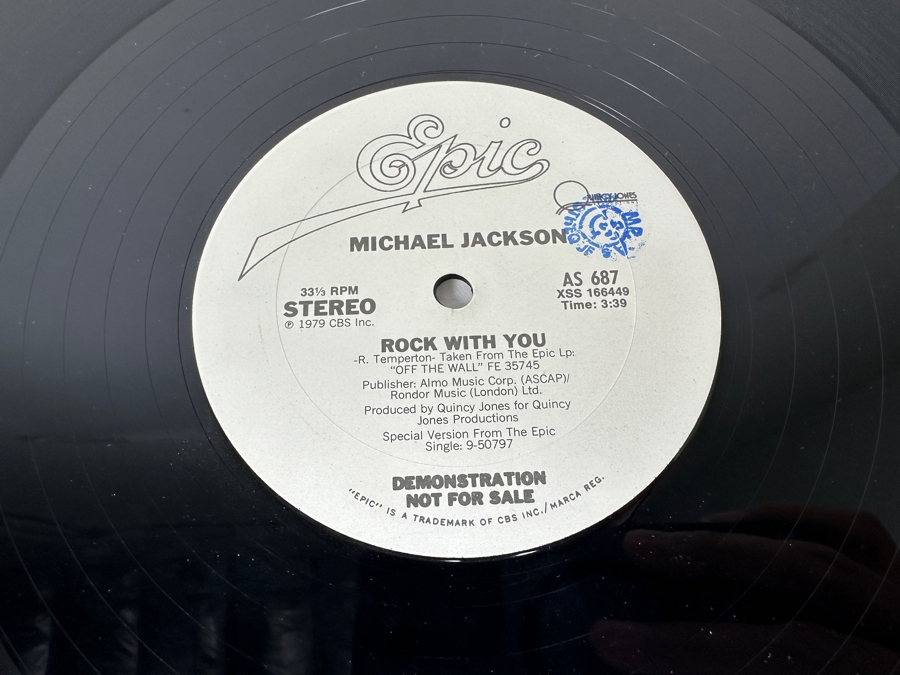 Epic
QUINCY JONES
MICHAEL JACKSON
33⅓ RPM
STEREO
℗ 1979 CBS Inc.
AS 687
XSS 166449
Time: 3:39
ROCK WITH YOU
-R. Temperton- Taken From The Epic Lp:
"OFF THE WALL" FE 35745
Publisher: Almo Music Corp. (ASCAP)/
Rondor Music (London) Ltd.
Produced by Quincy Jones for Quincy
Jones Productions
Special Version From The Epic
Single: 9-50797
DEMONSTRATION
NOT FOR SALE
"EPIC" IS A TRADEMARK OF CBS INC./MARCA REG.